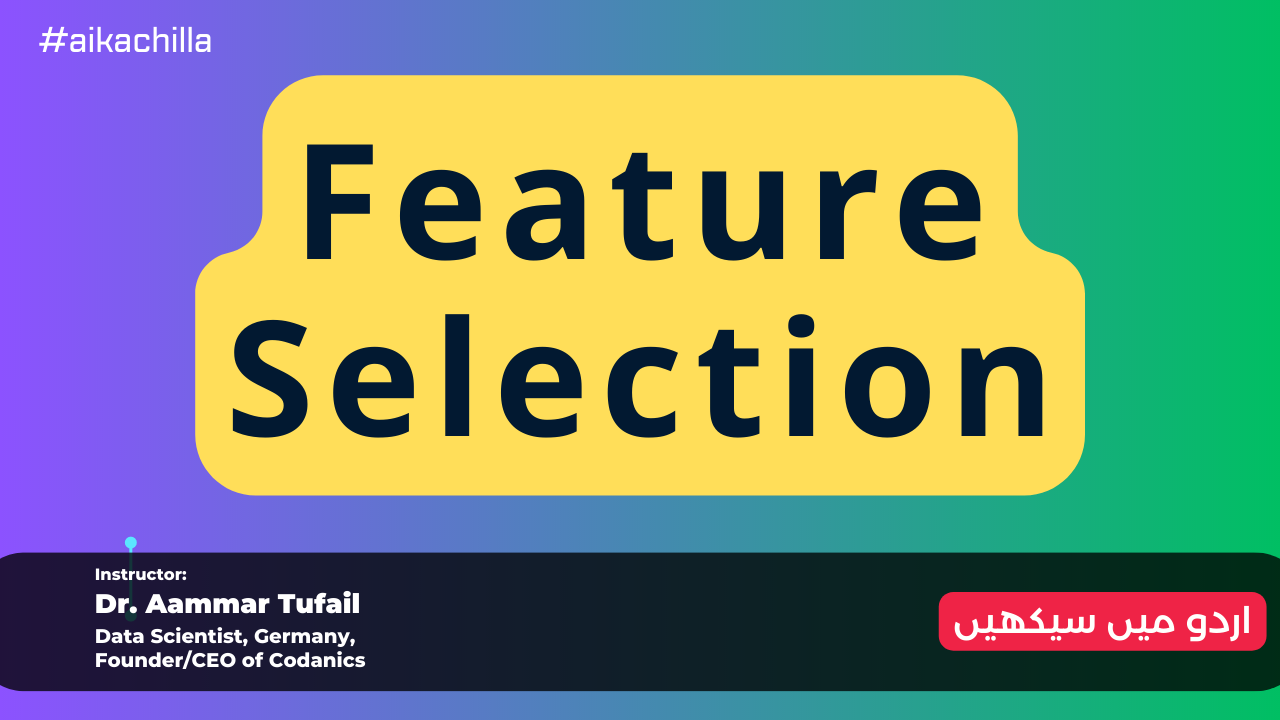 #aikachilla
Feature
Selection
Instructor:
Dr. Aammar Tufail
Data Scientist, Germany,
Founder/CEO of Codanics
اردو میں سیکھیں